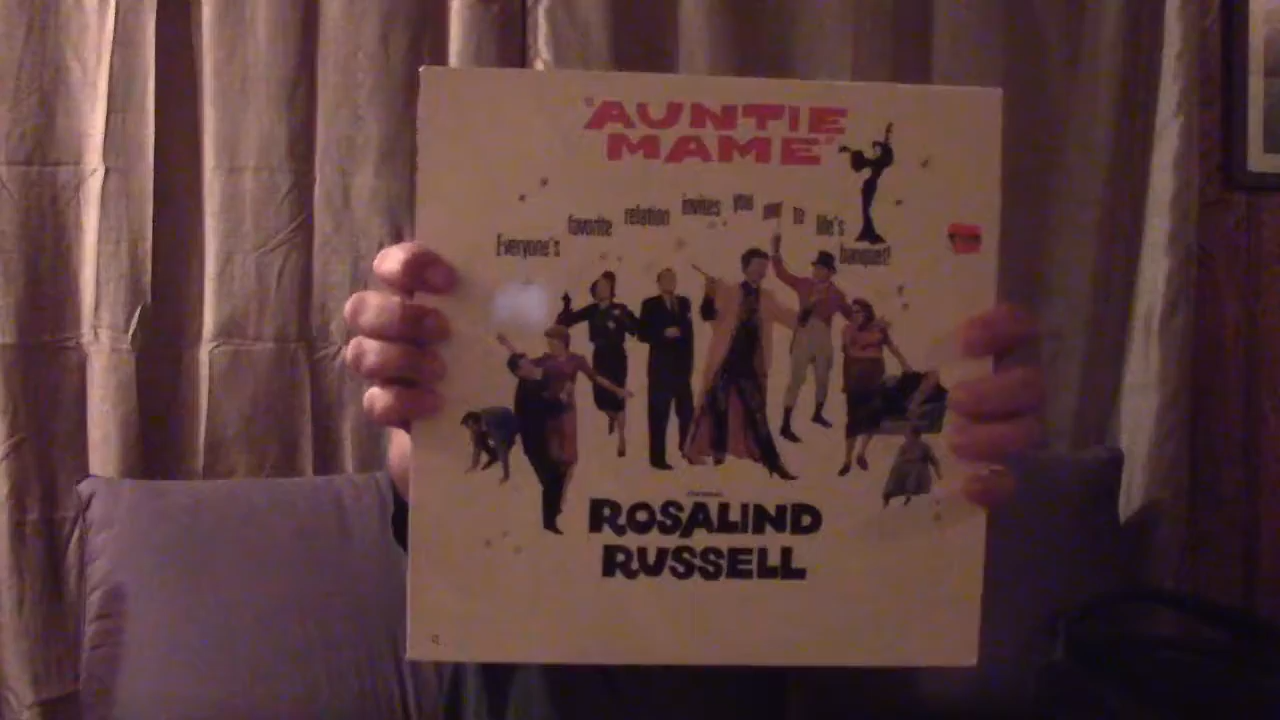 "AUNTIE
MAME"
Everyone's favorite relation invites you to life's
banquet!
ROSALIND
RUSSELL